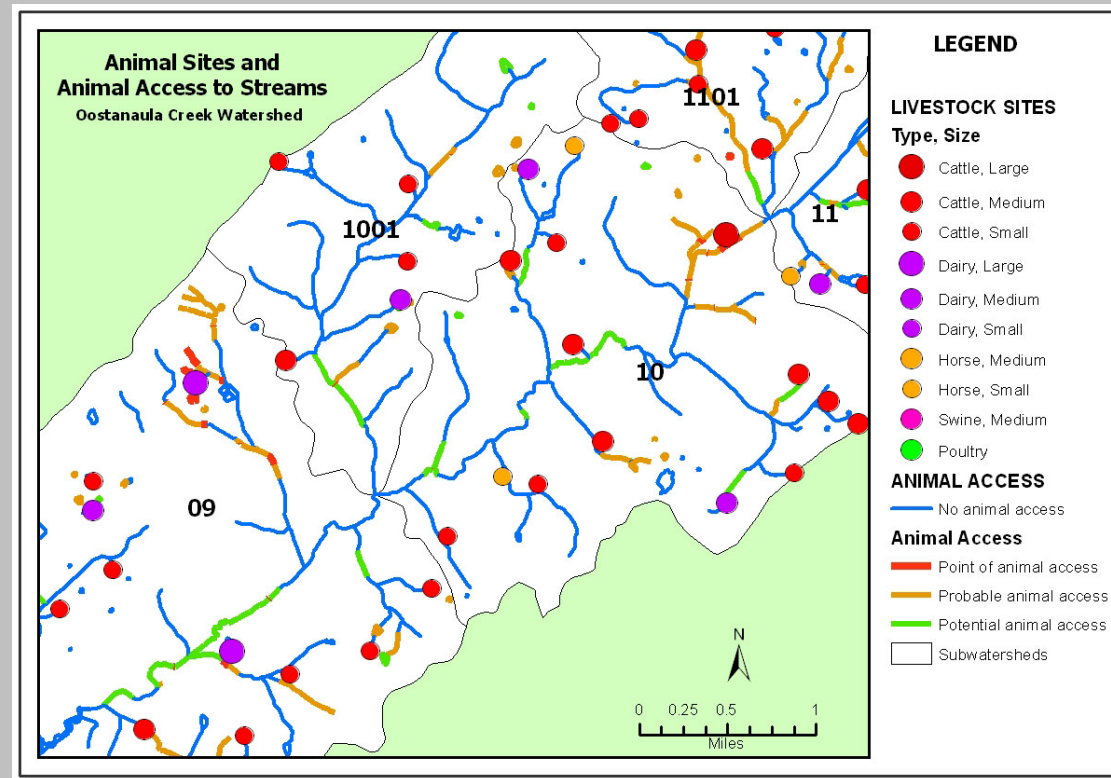 Animal Sites and
Animal Access to Streams
Oostanaula Creek Watershed
1101
11
1001
10
09
N
0 0.25 0.5 1
Miles
LEGEND
LIVESTOCK SITES
Type, Size
Cattle, Large
Cattle, Medium
Cattle, Small
Dairy, Large
Dairy, Medium
Dairy, Small
Horse, Medium
Horse, Small
Swine, Medium
Poultry
ANIMAL ACCESS
No animal access
Animal Access
Point of animal access
Probable animal access
Potential animal access
Subwatersheds